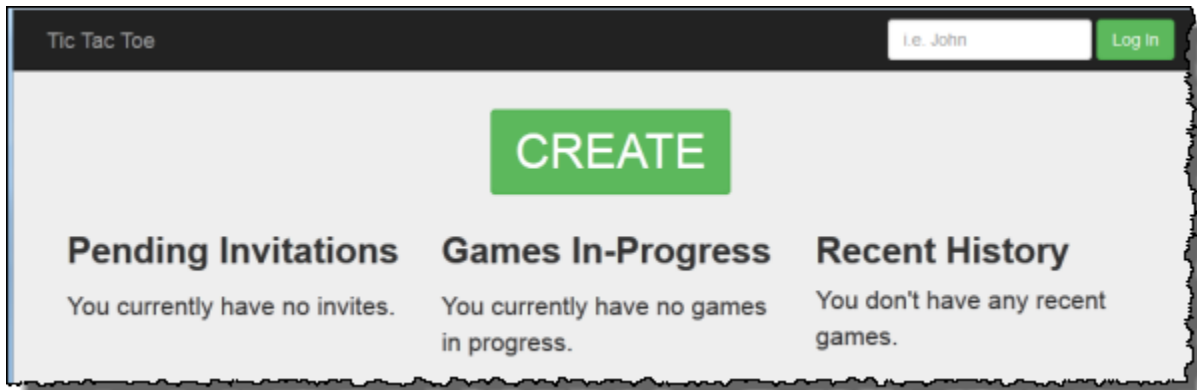 Tic Tac Toe
i.e. John
Log In
CREATE
Pending Invitations
You currently have no invites.
Games In-Progress
You currently have no games
in progress.
Recent History
You don't have any recent
games.